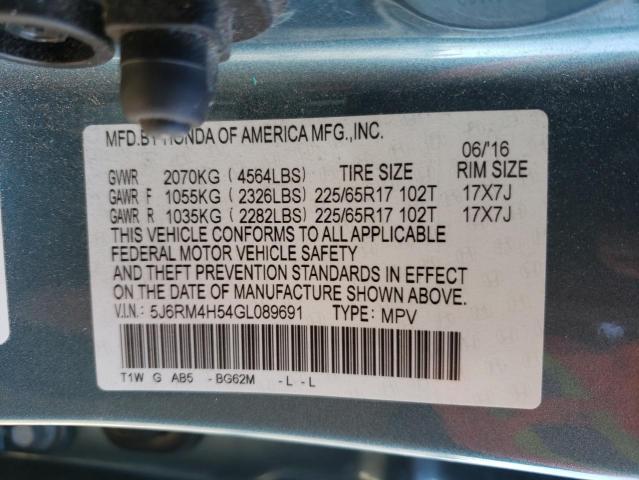 MFD.BY HONDA OF AMERICA MFG.,INC.
06/'16
GVWR 2070KG (4564LBS) TIRE SIZE RIM SIZE
GAWR F 1055KG (2326LBS) 225/65R17 102T 17X7J
GAWR R 1035KG (2282LBS) 225/65R17 102T 17X7J
THIS VEHICLE CONFORMS TO ALL APPLICABLE
FEDERAL MOTOR VEHICLE SAFETY
AND THEFT PREVENTION STANDARDS IN EFFECT
ON THE DATE OF MANUFACTURE SHOWN ABOVE.
V.I.N.: 5J6RM4H54GL089691 TYPE: MPV
T1W G AB5 -BG62M -L -L